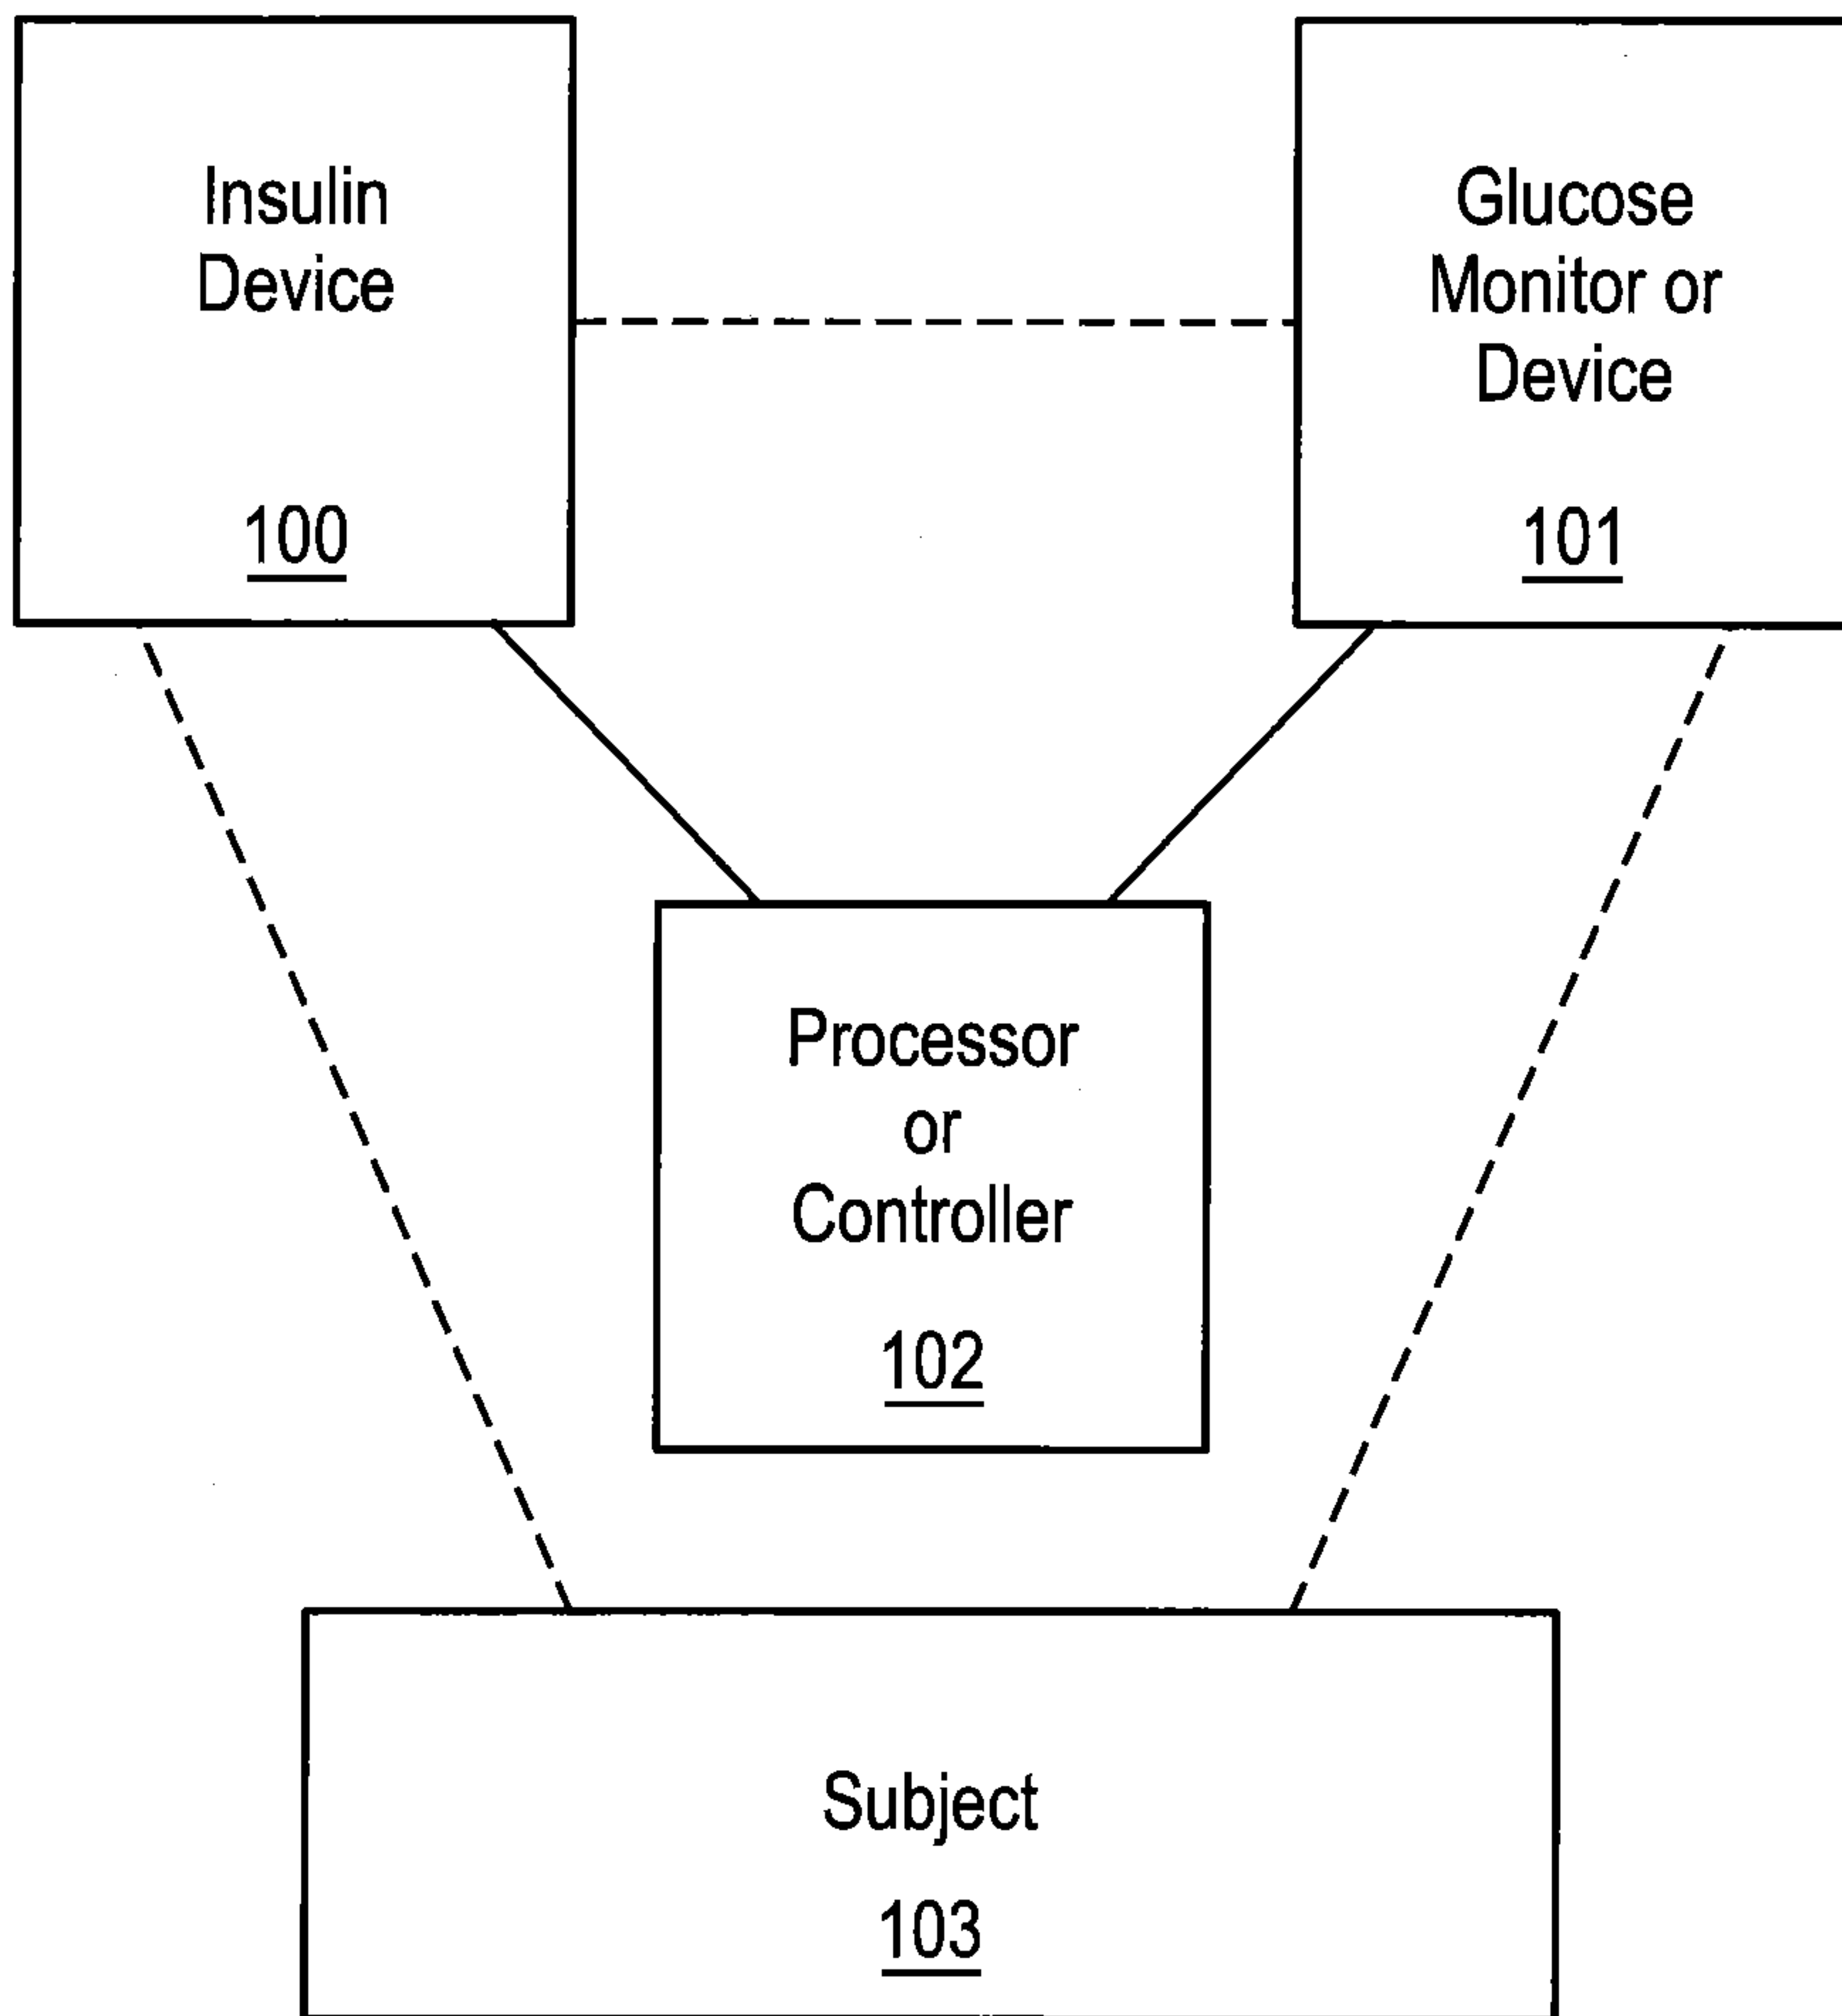 Insulin
Device
100
Glucose
Monitor or
Device
101
Processor
or
Controller
102
Subject
103